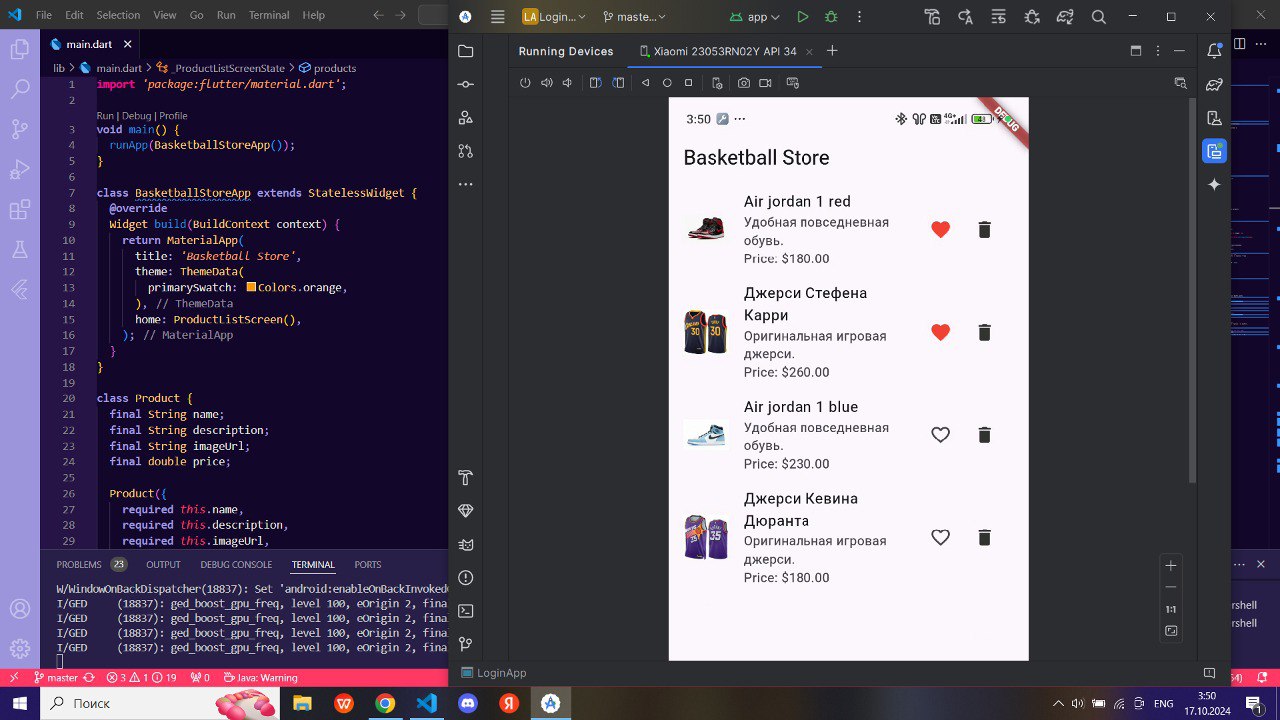 Selection View Go Run Terminal Help
main.dart
lib > main.dart > _ProductListScreenState > products
1 import 'package:flutter/material.dart';
2
Run | Debug | Profile
3 void main() {
4 runApp(BasketballStoreApp());
5 }
6
7 class BasketballStoreApp extends StatelessWidget {
8 @override
9 Widget build(BuildContext context) {
10 return MaterialApp(
11 title: 'Basketball Store',
12 theme: ThemeData(
13 primarySwatch: Colors.orange,
14 ), // ThemeData
15 home: ProductListScreen(),
16 ); // MaterialApp
17 }
18 }
19
20 class Product {
21 final String name;
22 final String description;
23 final String imageUrl;
24 final double price;
25
26 Product({
27 required this.name,
28 required this.description,
29 required this.imageUrl,
PROBLEMS 23 OUTPUT DEBUG CONSOLE TERMINAL PORTS
W/WindowOnBackDispatcher(18837): Set 'android:enableOnBackInvoked
I/GED (18837): ged_boost_gpu_freq, level 100, eOrigin 2, fina
I/GED (18837): ged_boost_gpu_freq, level 100, eOrigin 2, fina
I/GED (18837): ged_boost_gpu_freq, level 100, eOrigin 2, fina
I/GED (18837): ged_boost_gpu_freq, level 100, eOrigin 2, fina
master 3 1 19 0 Java: Warning
LA Login... maste... app
Running Devices Xiaomi 23053RN02Y API 34
3:50 4G+ 48
DEBUG
Basketball Store
Air jordan 1 red
Удобная повседневная
обувь.
Price: $180.00
Джерси Стефена
Карри
Оригинальная игровая
джерси.
Price: $260.00
Air jordan 1 blue
Удобная повседневная
обувь.
Price: $230.00
Джерси Кевина
Дюранта
Оригинальная игровая
джерси.
Price: $180.00
1:1
LoginApp
rshell
rshell
64)
Поиск
ENG
3:50
17.10.2024